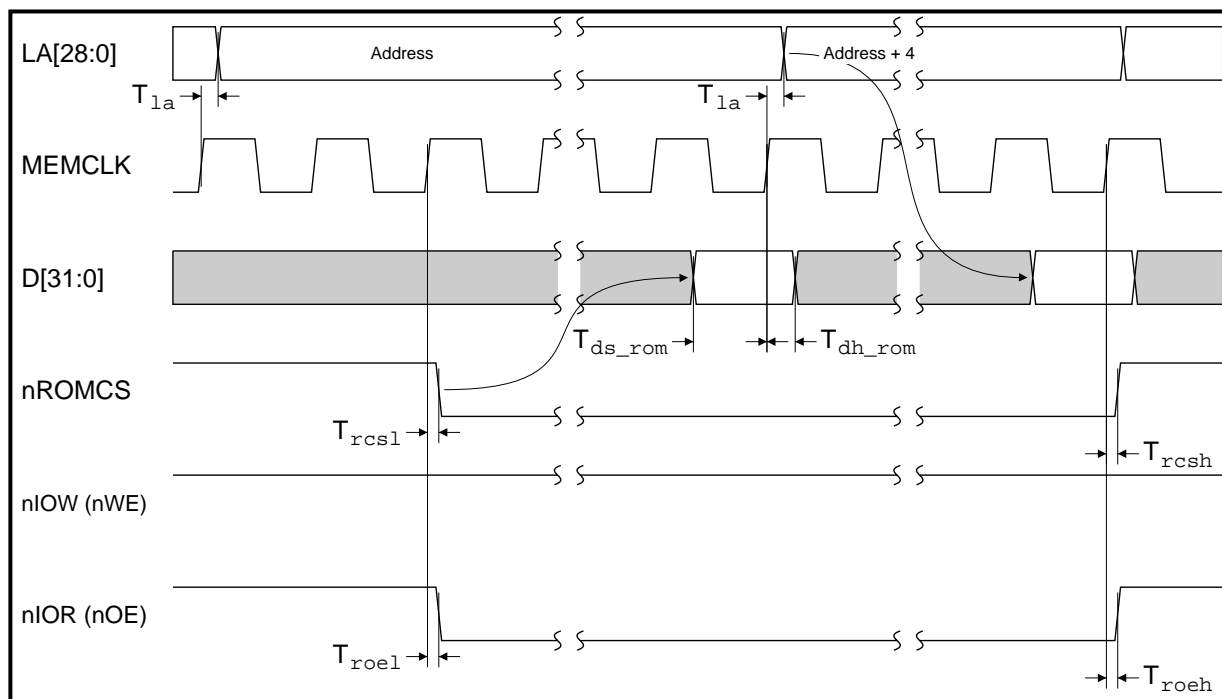 LA[28:0]
Address
Address + 4
Tla
Tla
MEMCLK
D[31:0]
Tds_rom
Tdh_rom
nROMCS
Trcsl
Trcsh
nIOW (nWE)
nIOR (nOE)
Troel
Troeh